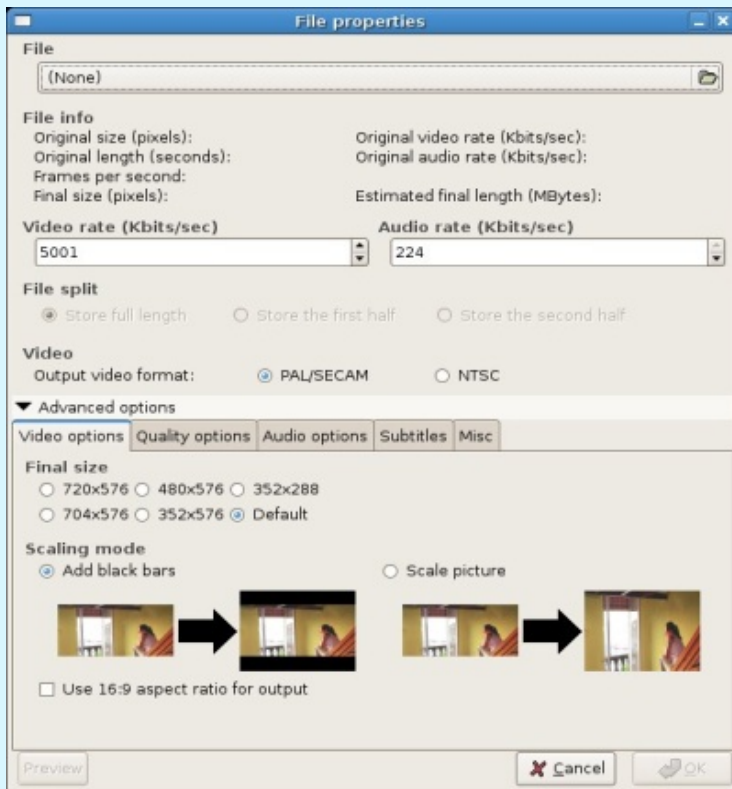 File properties
File
(None)
File info
Original size (pixels): Original video rate (Kbits/sec):
Original length (seconds): Original audio rate (Kbits/sec):
Frames per second:
Final size (pixels): Estimated final length (MBytes):
Video rate (Kbits/sec) Audio rate (Kbits/sec)
5001 224
File split
Store full length Store the first half Store the second half
Video
Output video format: PAL/SECAM NTSC
Advanced options
Video options Quality options Audio options Subtitles Misc
Final size
720x576 480x576 352x288
704x576 352x576 Default
Scaling mode
Add black bars Scale picture
Use 16:9 aspect ratio for output
Preview Cancel OK